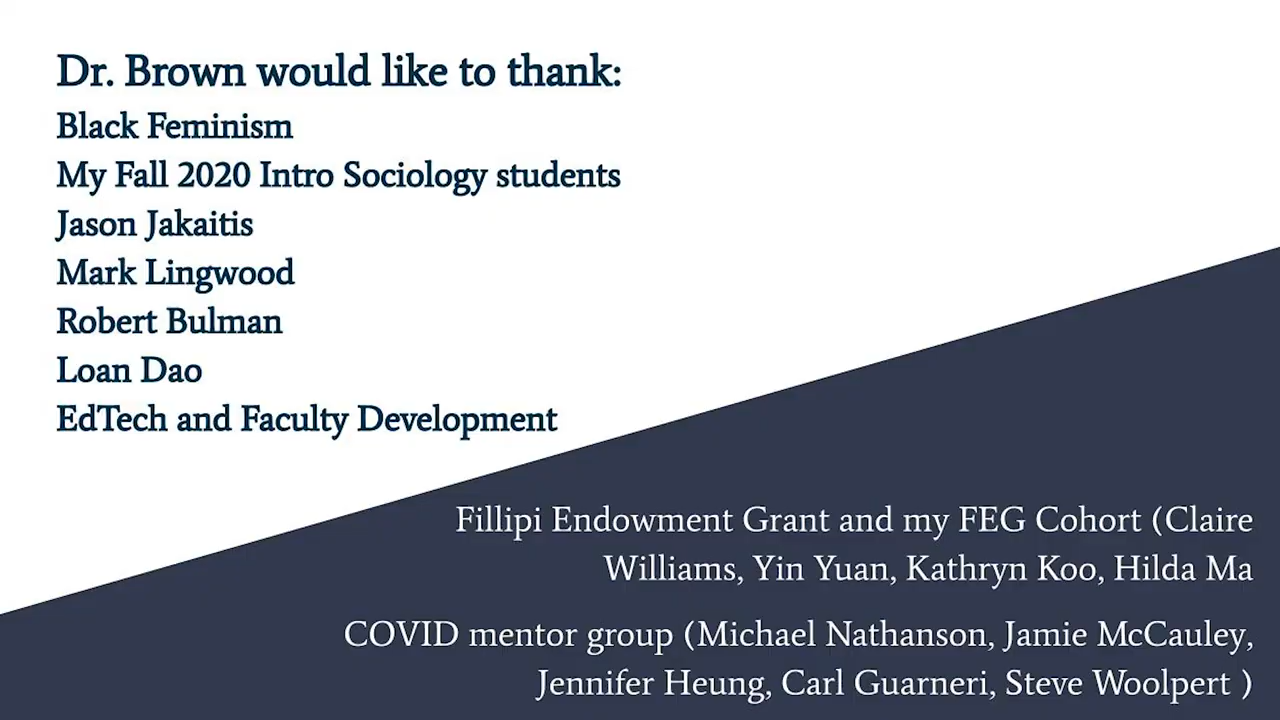 Dr. Brown would like to thank:
Black Feminism
My Fall 2020 Intro Sociology students
Jason Jakaitis
Mark Lingwood
Robert Bulman
Loan Dao
EdTech and Faculty Development
Fillipi Endowment Grant and my FEG Cohort (Claire
Williams, Yin Yuan, Kathryn Koo, Hilda Ma
COVID mentor group (Michael Nathanson, Jamie McCauley,
Jennifer Heung, Carl Guarneri, Steve Woolpert )